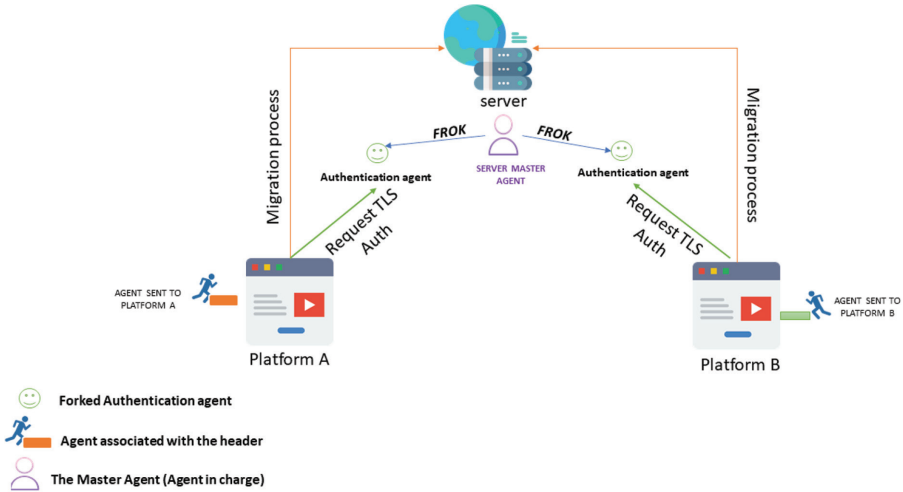 server
FROK
FROK
SERVER MASTER
AGENT
Authentication agent
Authentication agent
Migration process
Migration process
Request TLS
Auth
Request TLS
Auth
AGENT SENT TO
PLATFORM A
AGENT SENT TO
PLATFORM B
Platform A
Platform B
Forked Authentication agent
Agent associated with the header
The Master Agent (Agent in charge)